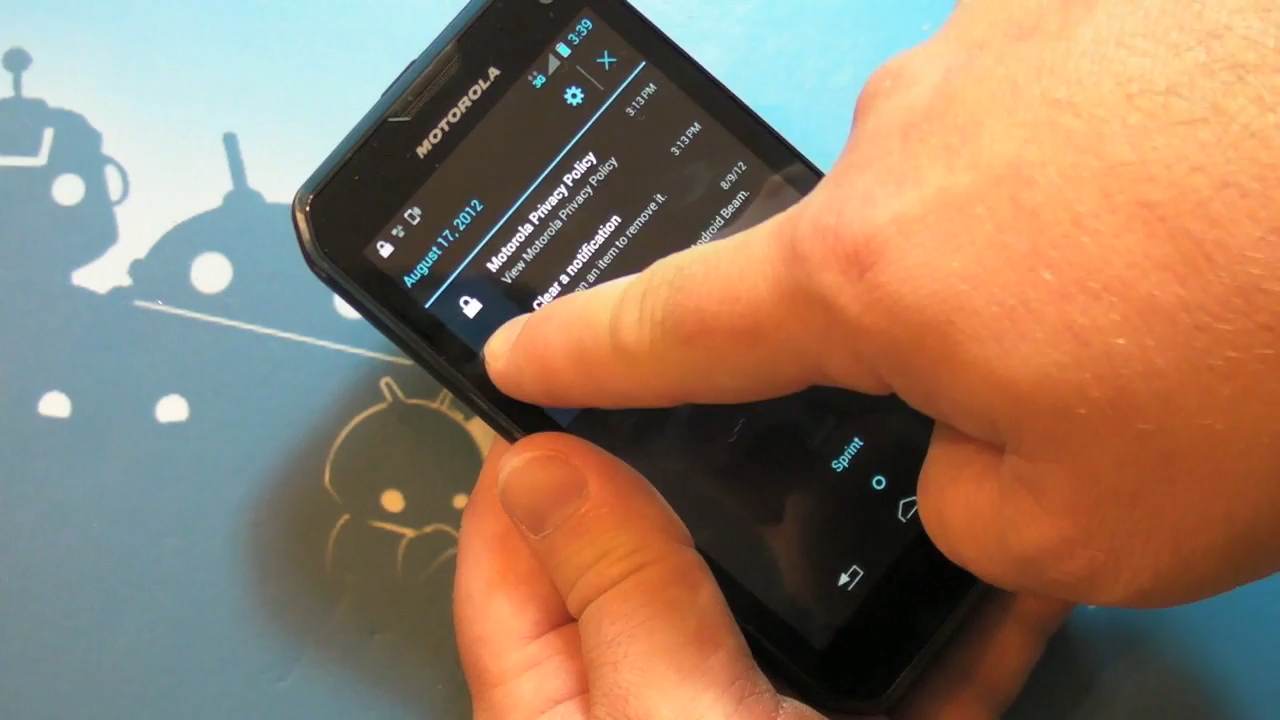 3:39
3G
MOTOROLA
August 17, 2012
3:13 PM
Motorola Privacy Policy
View Motorola Privacy Policy
3:13 PM
Clear a notification
on an item to remove it.
8/9/12
Android Beam.
Sprint